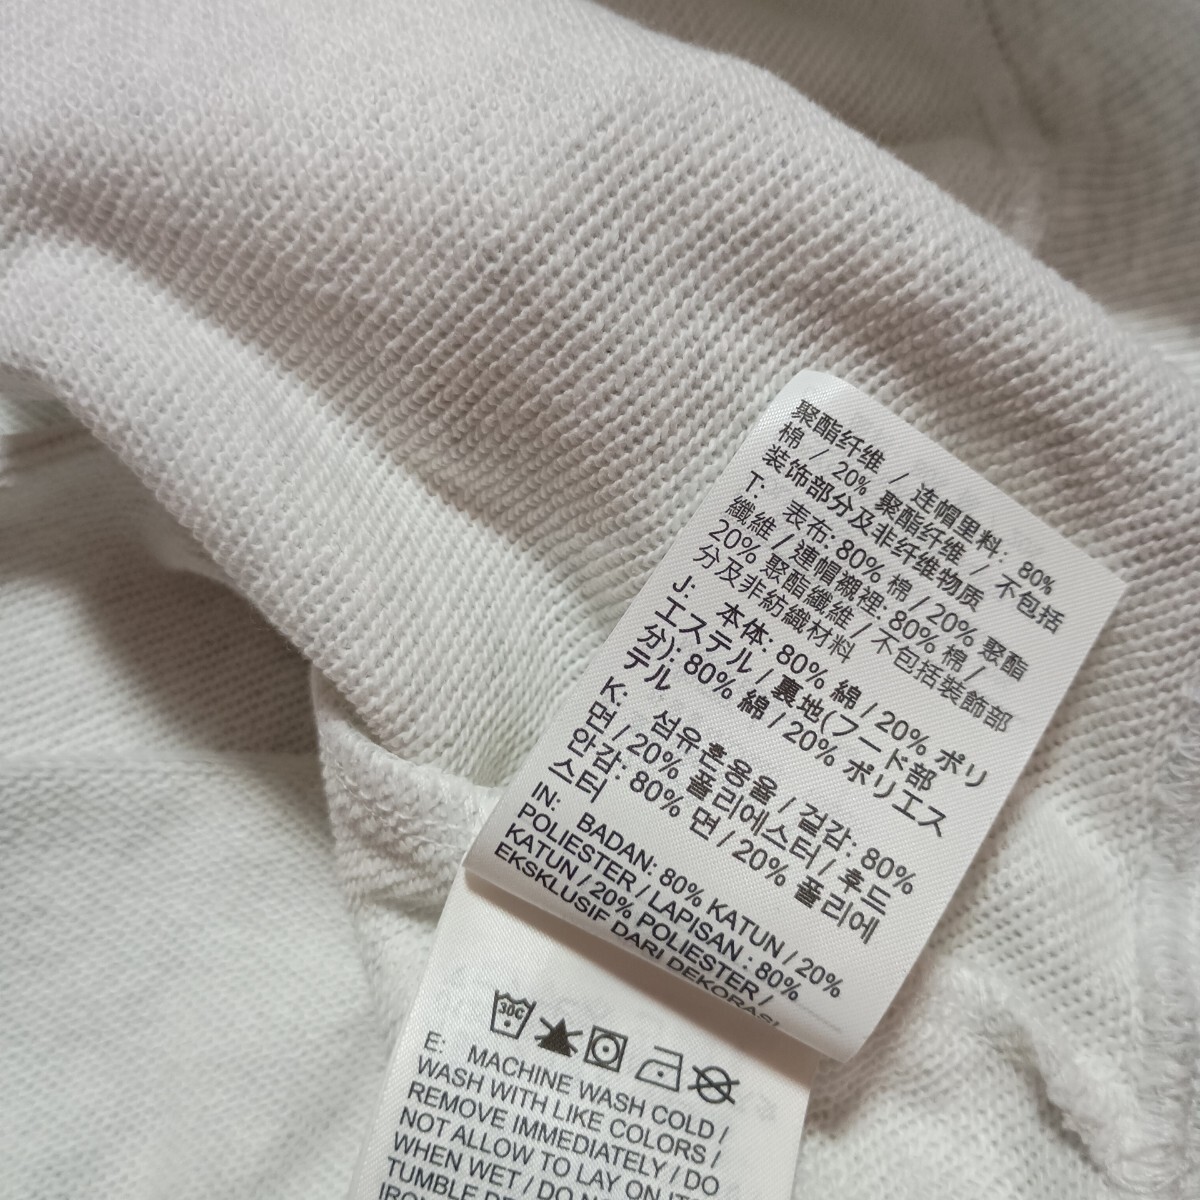 聚酯纤维 / 连帽里料: 80%
棉 / 20% 聚酯纤维 / 不包括
装饰部分及非纤维物质
T: 表布: 80% 棉 / 20% 聚酯
纖維 / 連帽襯裡: 80% 棉 /
20% 聚酯纖維 / 不包括裝飾部
分及非紡織材料
J: 本体: 80% 綿 / 20% ポリ
エステル / 裏地(フード部
分): 80% 綿 / 20% ポリエス
テル
K: 섬유혼용율 / 겉감: 80%
면 / 20% 폴리에스터 / 후드
안감: 80% 면 / 20% 폴리에
스터
IN: BADAN: 80% KATUN / 20%
POLIESTER / LAPISAN : 80%
KATUN / 20% POLIESTER /
EKSKLUSIF DARI DEKORASI
30C
E: MACHINE WASH COLD /
WASH WITH LIKE COLORS /
REMOVE IMMEDIATELY / DO
NOT ALLOW TO LAY ON
WHEN WET / DO
TUMBLE
IRON